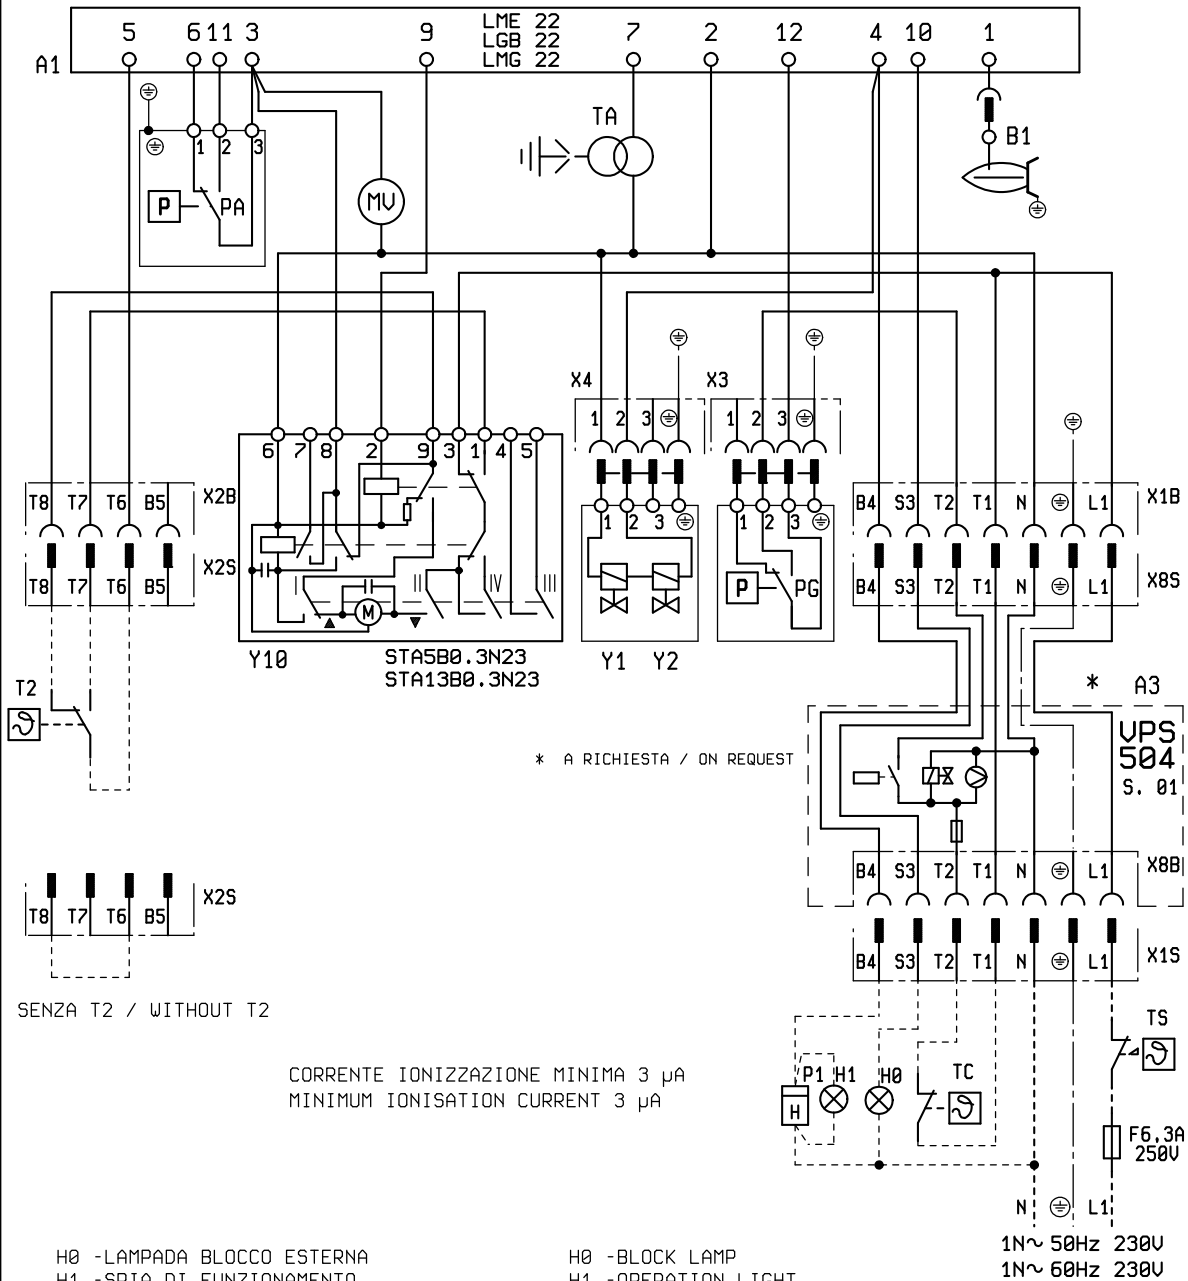 LME 22
5 6 11 3 9 LGB 22 7 2 4 10 12 1
LMG 22
A1
TA
B1
1 2 3
P PA
MV
X4 X3
1 2 3 1 2 3
6 7 8 2 9 3 1 4 5
T8 T7 T6 B5 X2B
B4 S3 T2 T1 N L1 X1B
1 2 3 1 2 3
T8 T7 T6 B5 X2S
B4 S3 T2 T1 N L1 X8S
I II IV III
M
P PG
Y10
STA5B0.3N23
STA13B0.3N23
Y1 Y2
T2
* A3
VPS
504
S. 01
* A RICHIESTA / ON REQUEST
B4 S3 T2 T1 N L1 X8B
T8 T7 T6 B5 X2S
B4 S3 T2 T1 N L1 X1S
SENZA T2 / WITHOUT T2
TS
CORRENTE IONIZZAZIONE MINIMA 3 µA
MINIMUM IONISATION CURRENT 3 µA
P1 H1 H0 TC
H
F6,3A
250V
N L1
1N~ 50Hz 230V
1N~ 60Hz 230V
H0 -LAMPADA BLOCCO ESTERNA
H1 -SPIA DI FUNZIONAMENTO
H0 -BLOCK LAMP
H1 -OPERATION LIGHT